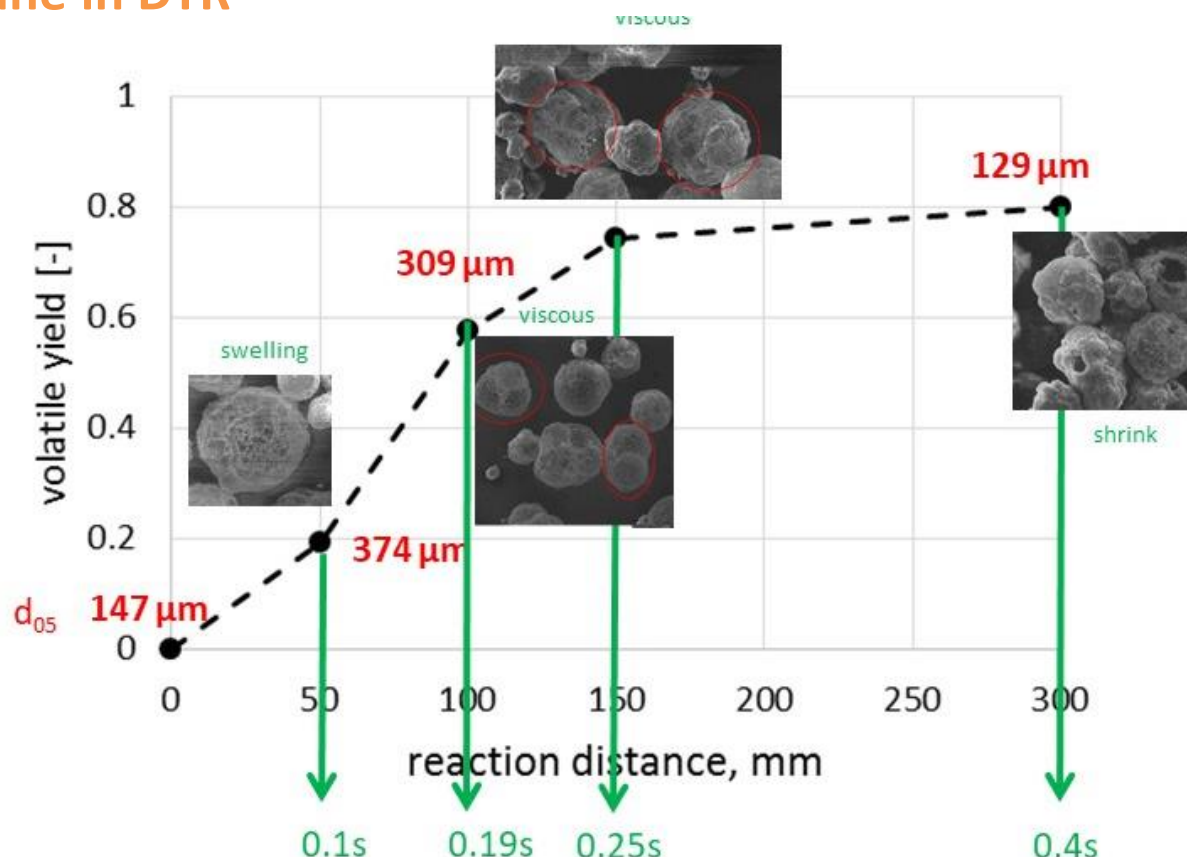 viscous
1
129 µm
0.8
309 µm
volatile yield [-]
0.6
viscous
swelling
0.4
shrink
0.2
374 µm
d05
147 µm
0
0
50
100
150
200
250
300
reaction distance, mm
0.1s
0.19s
0.25s
0.4s